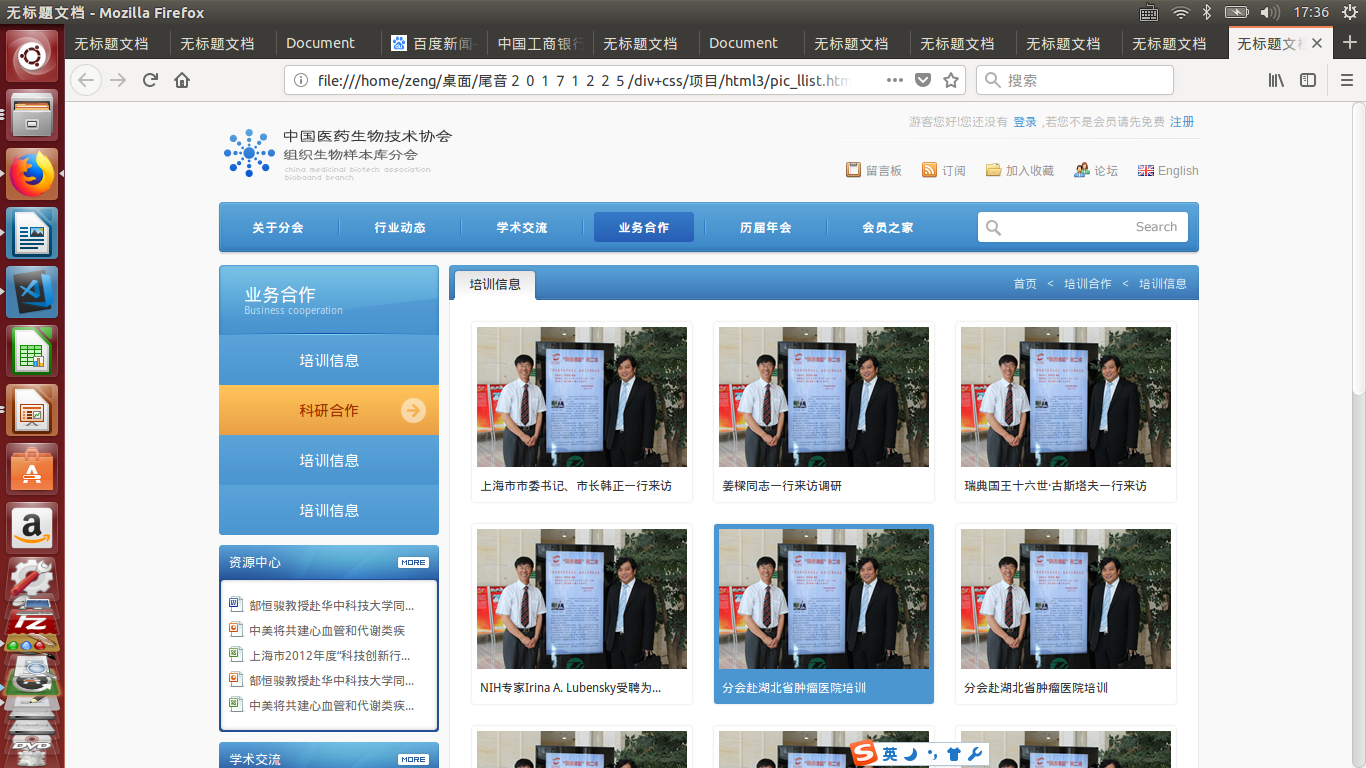 无标题文档 - Mozilla Firefox
17:36
无标题文档
无标题文档
Document
百度新闻
中国工商银行
无标题文档
Document
无标题文档
无标题文档
无标题文档
无标题文档
无标题文档
file:///home/zeng/桌面/尾音２０１７１２２５/div+css/项目/html3/pic_llist.htm
搜索
中国医药生物技术协会
组织生物样本库分会
china medicinal biotech association
biobaand branch
游客您好!您还没有 登录 ,若您不是会员请先免费 注册
留言板 订阅 加入收藏 论坛 English
关于分会 行业动态 学术交流 业务合作 历届年会 会员之家 Search
业务合作
Business cooperation
培训信息
科研合作
培训信息
培训信息
资源中心 MORE
郜恒骏教授赴华中科技大学同...
中美将共建心血管和代谢类疾
上海市2012年度“科技创新行...
郜恒骏教授赴华中科技大学同...
中美将共建心血管和代谢类疾...
学术交流 MORE
培训信息
首页 < 培训合作 < 培训信息
上海市市委书记、市长韩正一行来访
姜樑同志一行来访调研
瑞典国王十六世·古斯塔夫一行来访
NIH专家Irina A. Lubensky受聘为...
分会赴湖北省肿瘤医院培训
分会赴湖北省肿瘤医院培训
英